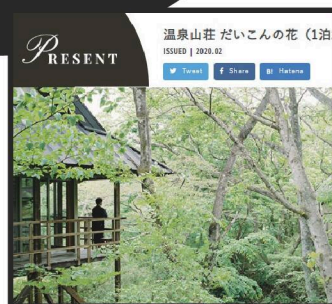 PRESENT
温泉山荘 だいこんの花（1泊
ISSUED | 2020.02
Tweet
Share
B! Hatena